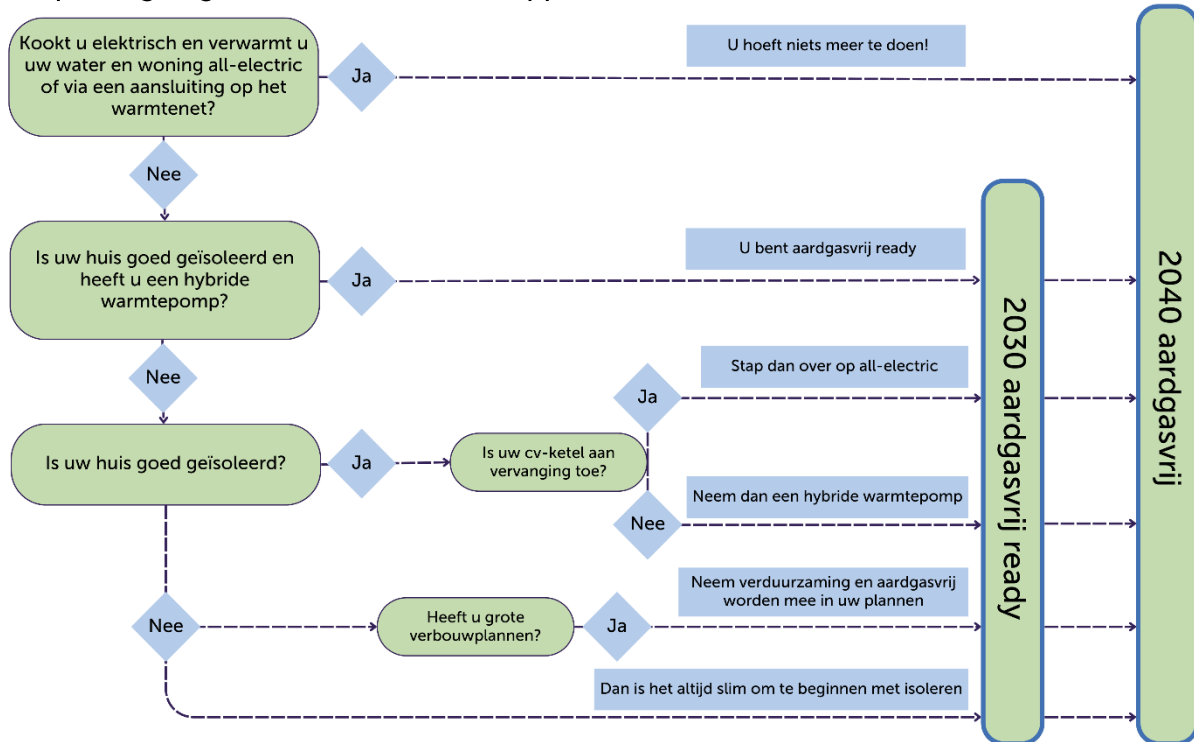 Kookt u elektrisch en verwarmt u
uw water en woning all-electric
of via een aansluiting op het
warmtenet?
Ja
U hoeft niets meer te doen!
Nee
Is uw huis goed geïsoleerd en
heeft u een hybride
warmtepomp?
Ja
U bent aardgasvrij ready
Nee
Is uw huis goed geïsoleerd?
Ja
Is uw cv-ketel aan
vervanging toe?
Ja
Stap dan over op all-electric
Nee
Neem dan een hybride warmtepomp
Nee
Heeft u grote
verbouwplannen?
Ja
Neem verduurzaming en aardgasvrij
worden mee in uw plannen
Dan is het altijd slim om te beginnen met isoleren
2030 aardgasvrij ready
2040 aardgasvrij